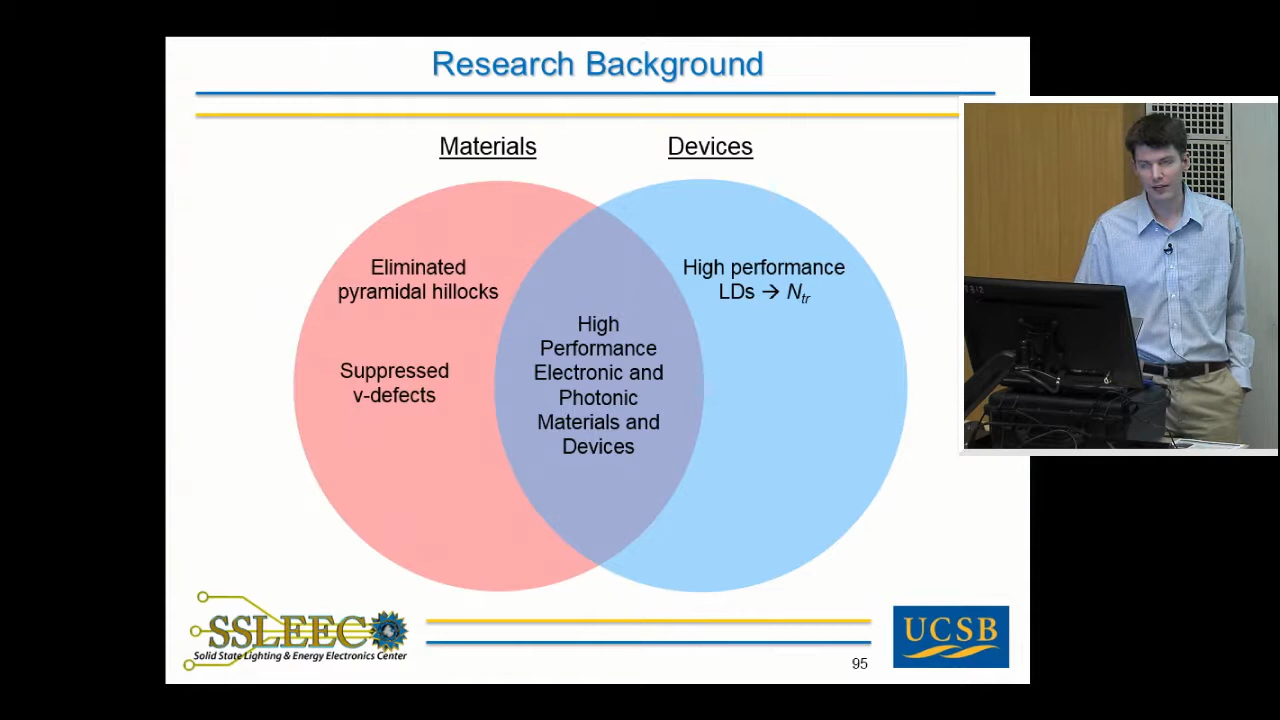 Research Background
Materials
Devices
Eliminated
pyramidal hillocks
Suppressed
v-defects
High
Performance
Electronic and
Photonic
Materials and
Devices
High performance
LDs → Ntr
SSLEEC
Solid State Lighting & Energy Electronics Center
95
UCSB